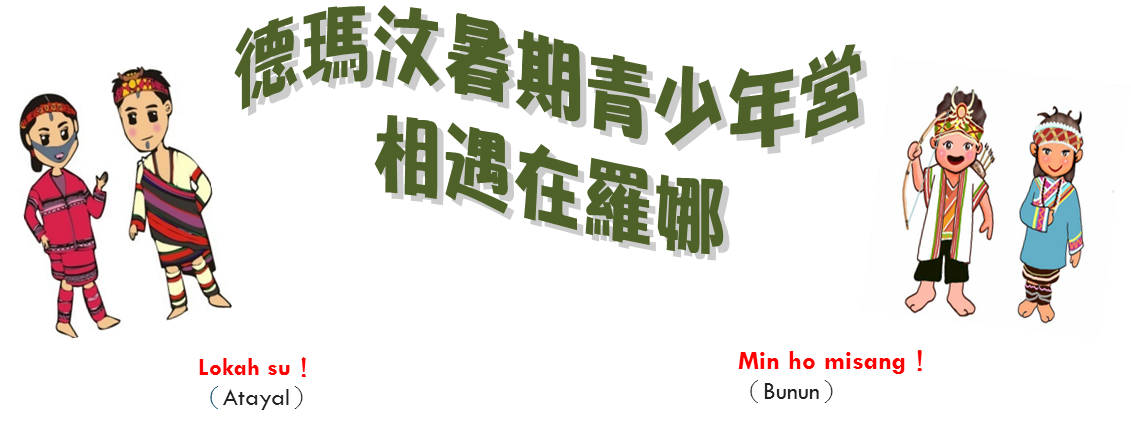 德瑪汶暑期青少年營
相遇在羅娜
Lokah su！
（Atayal）
Min ho misang！
（Bunun）